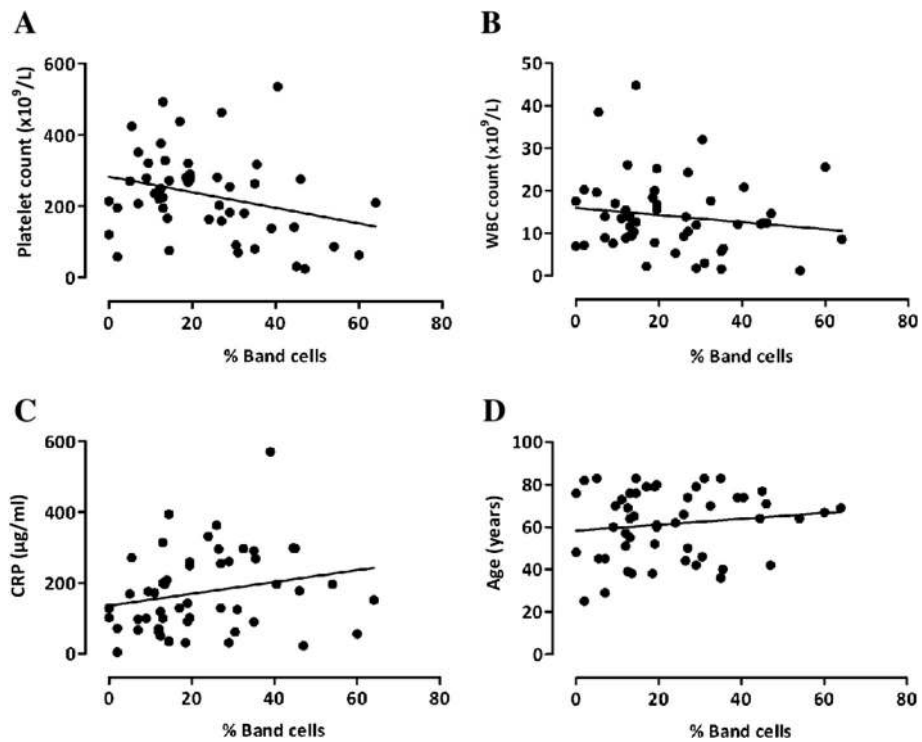 A
Platelet count (x10⁹/L)
600
400
200
0
0 20 40 60 80
% Band cells
B
WBC count (x10⁹/L)
50
40
30
20
10
0
0 20 40 60 80
% Band cells
C
CRP (µg/ml)
600
400
200
0
0 20 40 60 80
% Band cells
D
Age (years)
100
80
60
40
20
0
0 20 40 60 80
% Band cells